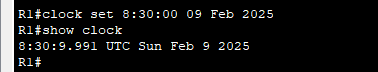 R1#clock set 8:30:00 09 Feb 2025
R1#show clock
8:30:9.991 UTC Sun Feb 9 2025
R1#